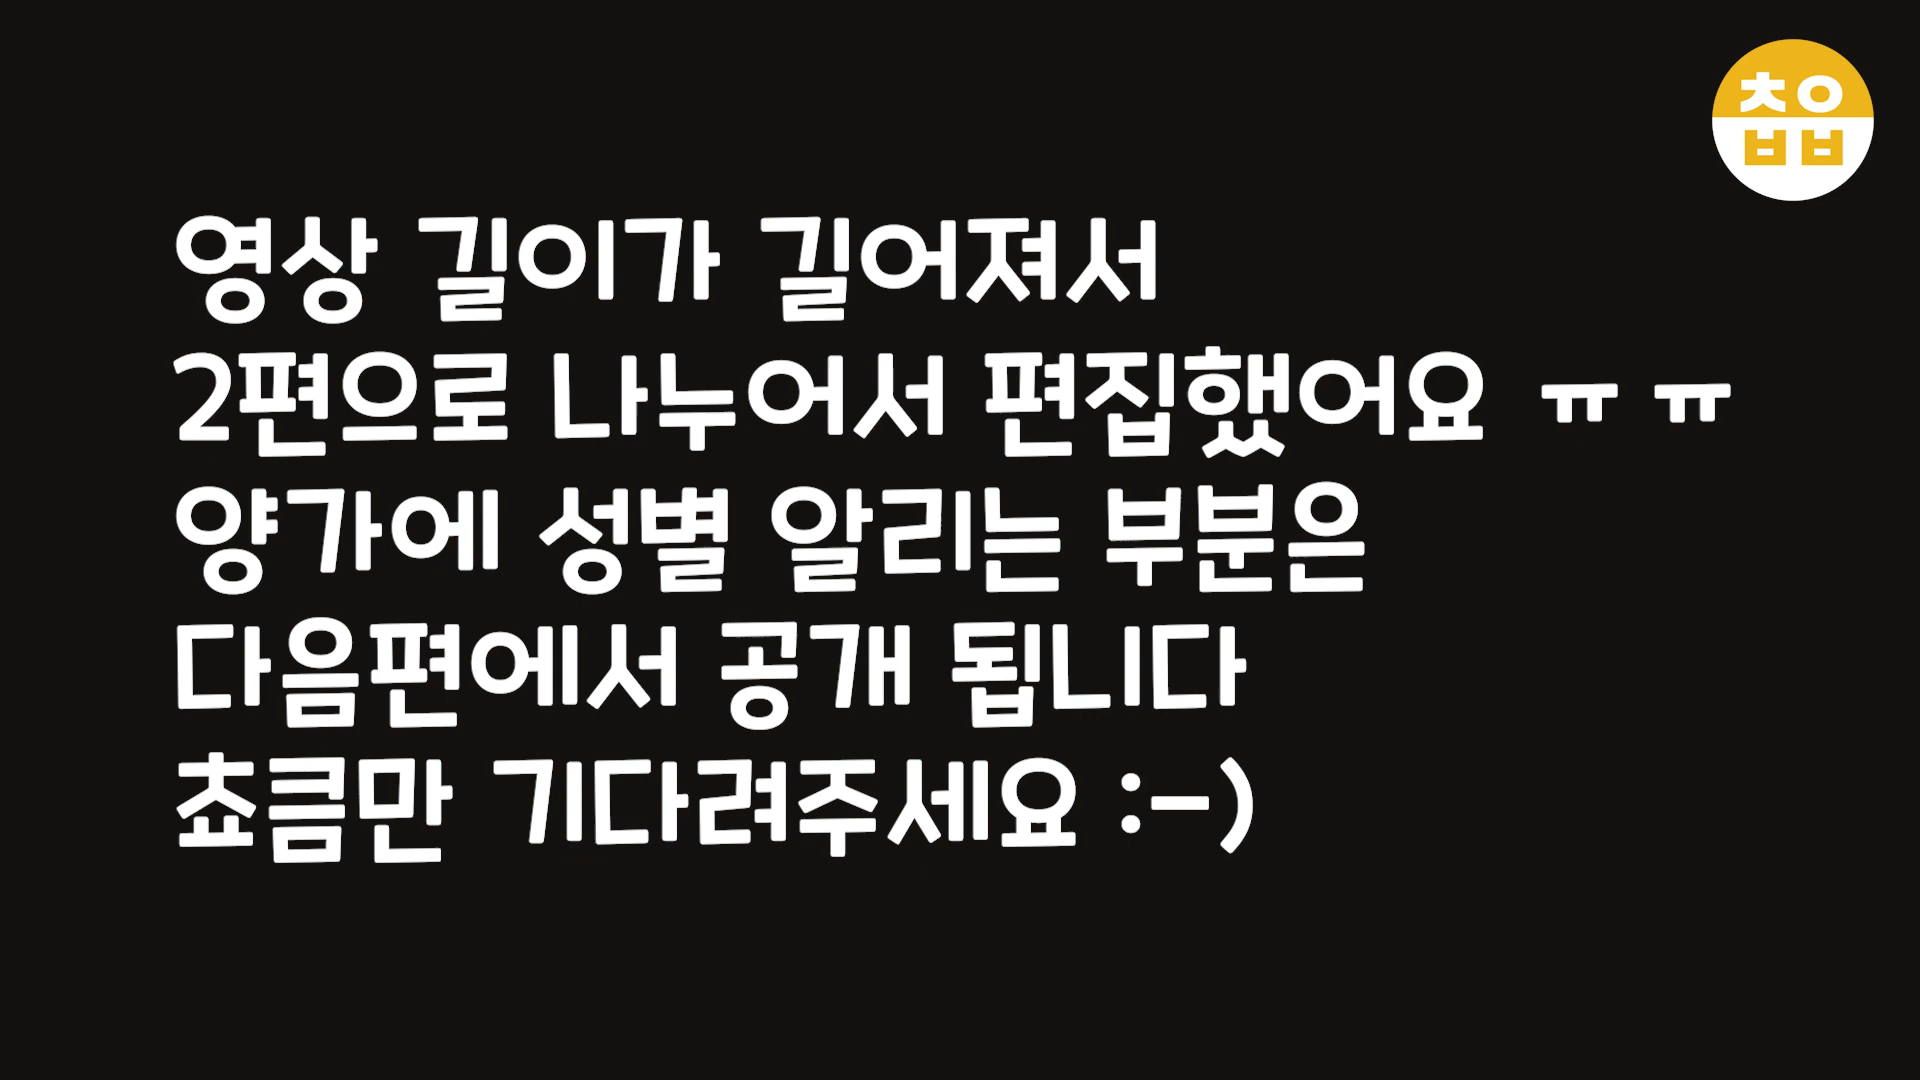 챱읍
영상 길이가 길어져서
2편으로 나누어서 편집했어요 ㅠㅠ
양가에 성별 알리는 부분은
다음편에서 공개 됩니다
쵸큼만 기다려주세요 :-)